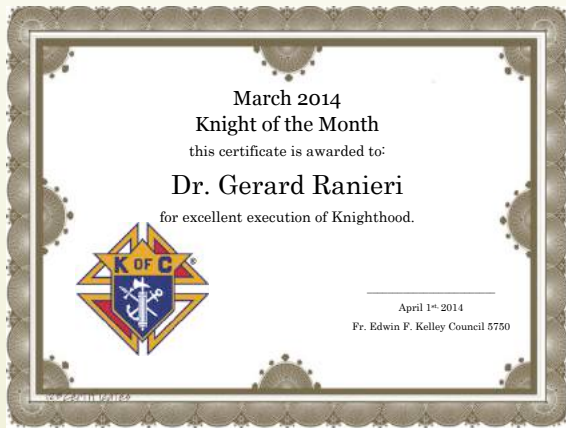 March 2014
Knight of the Month
this certificate is awarded to:
Dr. Gerard Ranieri
for excellent execution of Knighthood.
K OF C ®
April 1st, 2014
Fr. Edwin F. Kelley Council 5750